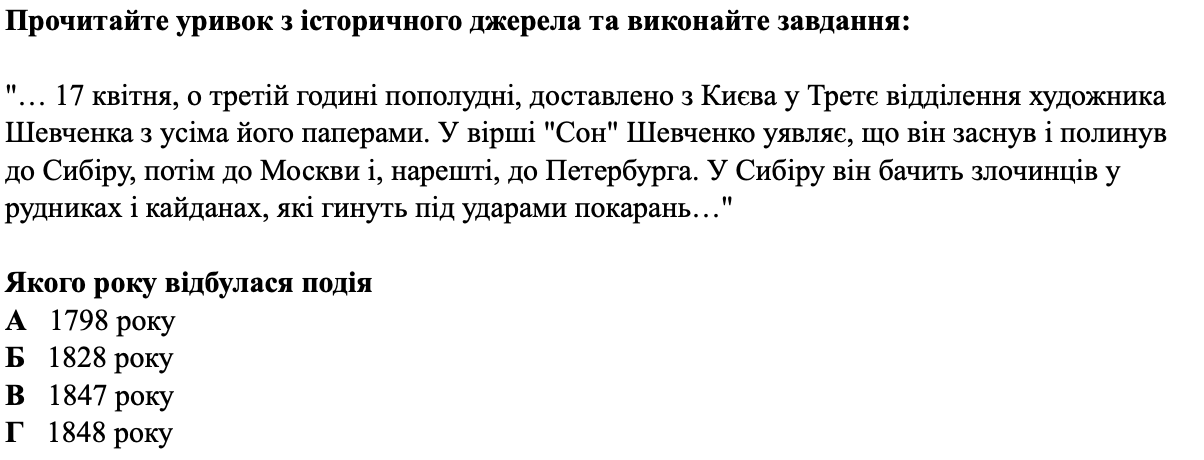 Прочитайте уривок з історичного джерела та виконайте завдання:
"… 17 квітня, о третій годині пополудні, доставлено з Києва у Третє відділення художника
Шевченка з усіма його паперами. У вірші "Сон" Шевченко уявляє, що він заснув і полинув
до Сибіру, потім до Москви і, нарешті, до Петербурга. У Сибіру він бачить злочинців у
рудниках і кайданах, які гинуть під ударами покарань…"
Якого року відбулася подія
А 1798 року
Б 1828 року
В 1847 року
Г 1848 року